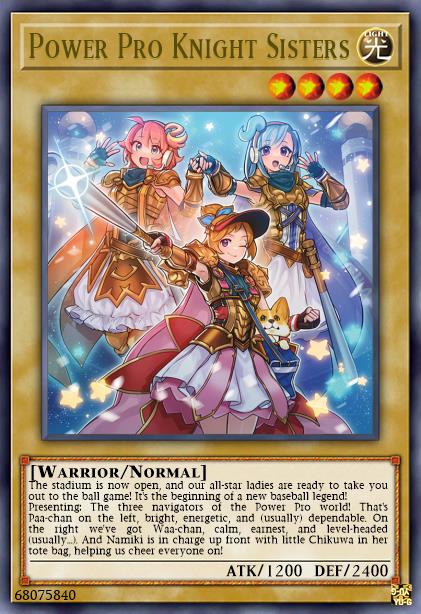 Power Pro Knight Sisters
LIGHT
光
[Warrior/Normal]
The stadium is now open, and our all-star ladies are ready to take you
out to the ball game! It's the beginning of a new baseball legend!
Presenting: The three navigators of the Power Pro world! That's
Paa-chan on the left, bright, energetic, and (usually) dependable. On
the right we've got Waa-chan, calm, earnest, and level-headed
(usually...). And Namiki is in charge up front with little Chikuwa in her
tote bag, helping us cheer everyone on!
ATK/1200 DEF/2400
68075840